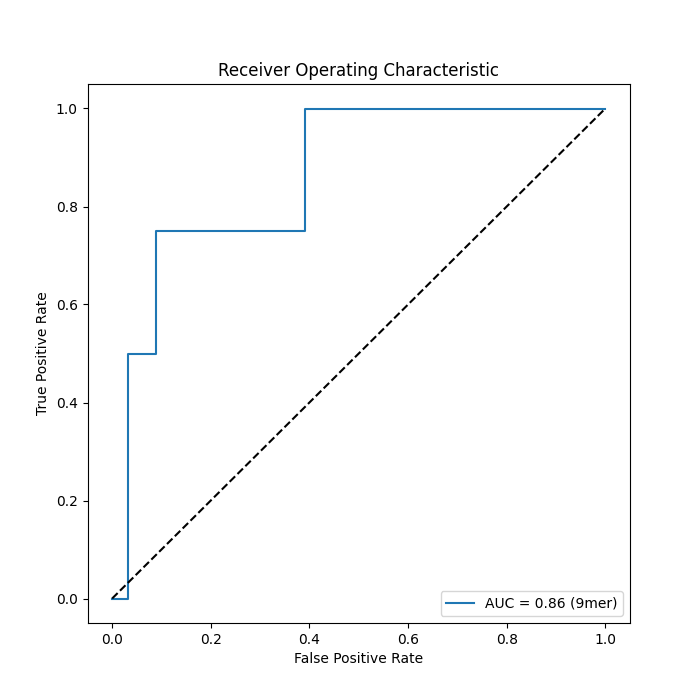 Receiver Operating Characteristic
True Positive Rate
1.0
0.8
0.6
0.4
0.2
0.0
AUC = 0.86 (9mer)
0.0 0.2 0.4 0.6 0.8 1.0
False Positive Rate